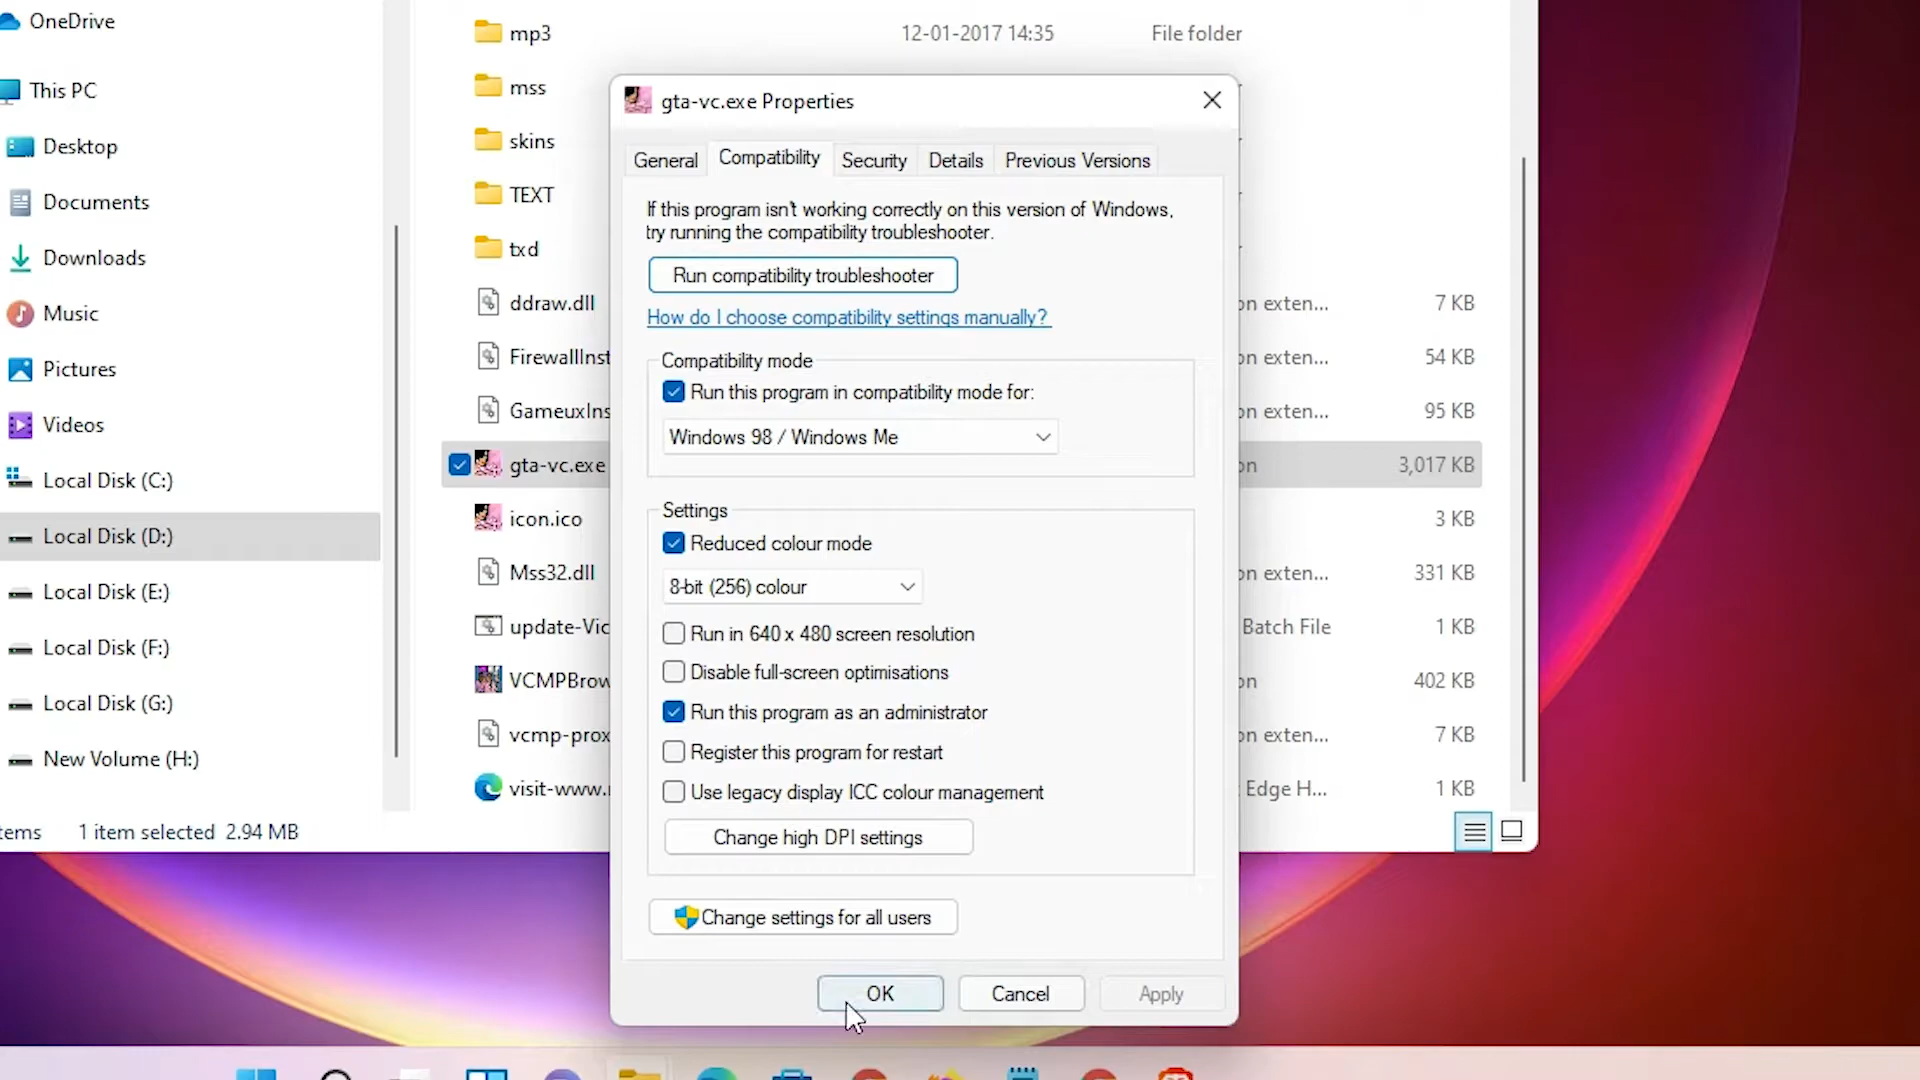 OneDrive
This PC
Desktop
Documents
Downloads
Music
Pictures
Videos
Local Disk (C:)
Local Disk (D:)
Local Disk (E:)
Local Disk (F:)
Local Disk (G:)
New Volume (H:)
tems 1 item selected 2.94 MB
mp3 12-01-2017 14:35 File folder
mss
skins
TEXT
txd
ddraw.dll on exten... 7 KB
FirewallInst on exten... 54 KB
GameuxIns on exten... 95 KB
gta-vc.exe on 3,017 KB
icon.ico 3 KB
Mss32.dll on exten... 331 KB
update-Vic Batch File 1 KB
VCMPBrow on 402 KB
vcmp-prox on exten... 7 KB
visit-www. Edge H... 1 KB
gta-vc.exe Properties
General Compatibility Security Details Previous Versions
If this program isn't working correctly on this version of Windows,
try running the compatibility troubleshooter.
Run compatibility troubleshooter
How do I choose compatibility settings manually?
Compatibility mode
Run this program in compatibility mode for:
Windows 98 / Windows Me
Settings
Reduced colour mode
8-bit (256) colour
Run in 640 x 480 screen resolution
Disable full-screen optimisations
Run this program as an administrator
Register this program for restart
Use legacy display ICC colour management
Change high DPI settings
Change settings for all users
OK Cancel Apply